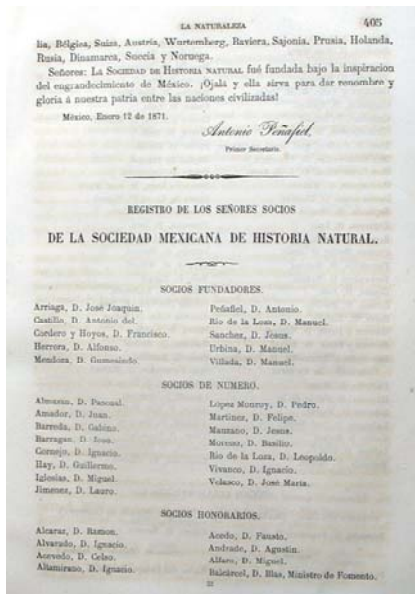 LA NATURALEZA 405
lia, Bélgica, Suiza, Austria, Wurtemberg, Baviera, Sajonia, Prusia, Holanda,
Rusia, Dinamarca, Suecia y Noruega.
Señores: LA SOCIEDAD DE HISTORIA NATURAL fué fundada bajo la inspiracion
del engrandecimiento de México. ¡Ojalá y ella sirva para dar renombre y
gloria á nuestra patria entre las naciones civilizadas!
México, Enero 12 de 1871.
Antonio Peñafiel,
Primer Secretario.
REGISTRO DE LOS SEÑORES SOCIOS
DE LA SOCIEDAD MEXICANA DE HISTORIA NATURAL.
SOCIOS FUNDADORES.
Arriaga, D. José Joaquin.
Castillo, D. Antonio del.
Cordero y Hoyos, D. Francisco.
Herrera, D. Alfonso.
Mendoza, D. Gumesindo.
Peñafiel, D. Antonio.
Rio de la Loza, D. Manuel.
Sanchez, D. Jesus.
Urbina, D. Manuel.
Villada, D. Manuel.
SOCIOS DE NUMERO.
Almazan, D. Pascual.
Amador, D. Juan.
Barreda, D. Gabino.
Barragan, D. Juan.
Cornejo, D. Ignacio.
Hay, D. Guillermo.
Iglesias, D. Miguel.
Jimenez, D. Lauro.
Lopez Monroy, D. Pedro.
Martinez, D. Felipe.
Manzano, D. Jesus.
Moreno, D. Basilio.
Rio de la Loza, D. Leopoldo.
Vivanco, D. Ignacio.
Velasco, D. José María.
SOCIOS HONORARIOS.
Alcaraz, D. Ramon.
Alvarado, D. Ignacio.
Acevedo, D. Celso.
Altamirano, D. Ignacio.
Acedo, D. Fausto.
Andrade, D. Agustin.
Alfaro, D. Miguel.
Balcárcel, D. Blas, Ministro de Fomento.